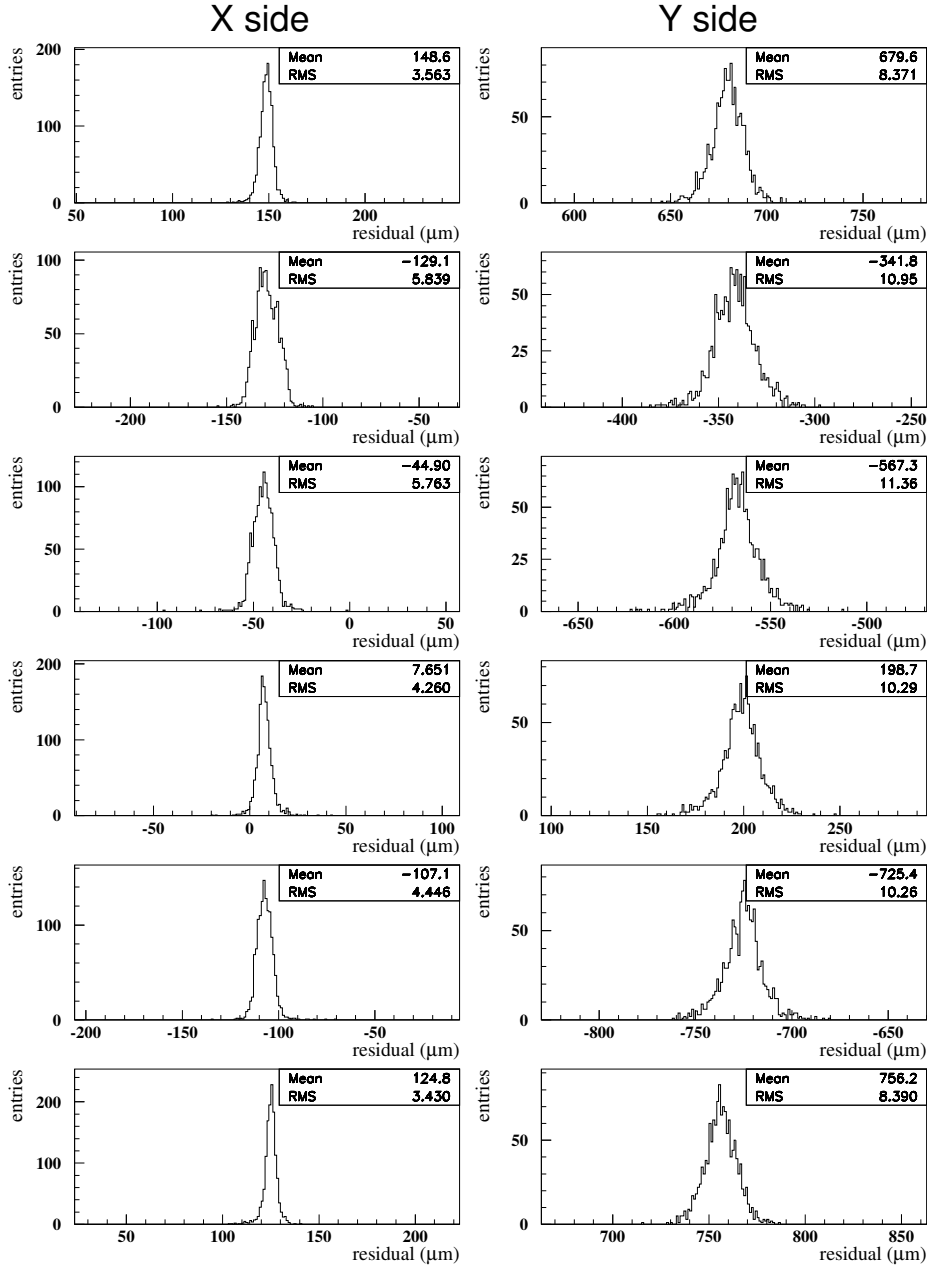 X side Y side
entries
200
100
0
50 100 150 200
residual (μm)
Mean 148.6
RMS 3.563
entries
50
0
600 650 700 750
residual (μm)
Mean 679.6
RMS 8.371
entries
100
50
0
-200 -150 -100 -50
residual (μm)
Mean -129.1
RMS 5.839
entries
50
25
0
-400 -350 -300 -250
residual (μm)
Mean -341.8
RMS 10.95
entries
100
50
0
-100 -50 0 50
residual (μm)
Mean -44.90
RMS 5.763
entries
50
25
0
-650 -600 -550 -500
residual (μm)
Mean -567.3
RMS 11.36
entries
200
100
0
-50 0 50 100
residual (μm)
Mean 7.651
RMS 4.260
entries
50
0
100 150 200 250
residual (μm)
Mean 198.7
RMS 10.29
entries
100
0
-200 -150 -100 -50
residual (μm)
Mean -107.1
RMS 4.446
entries
50
0
-800 -750 -700 -650
residual (μm)
Mean -725.4
RMS 10.26
entries
200
100
0
50 100 150 200
residual (μm)
Mean 124.8
RMS 3.430
entries
50
0
700 750 800 850
residual (μm)
Mean 756.2
RMS 8.390